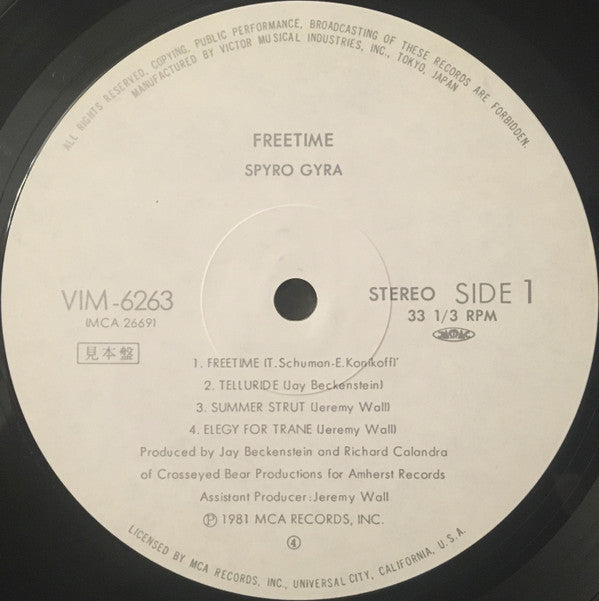 ALL RIGHTS RESERVED, COPYING, PUBLIC PERFORMANCE, BROADCASTING OF THESE RECORDS ARE FORBIDDEN.
MANUFACTURED BY VICTOR MUSICAL INDUSTRIES, INC., TOKYO, JAPAN
FREETIME
SPYRO GYRA
VIM-6263
(MCA 2669)
見本盤
STEREO SIDE 1
33 1/3 RPM
1. FREETIME (T. Schuman-E. Konikoff)
2. TELLURIDE (Jay Beckenstein)
3. SUMMER STRUT (Jeremy Wall)
4. ELEGY FOR TRANE (Jeremy Wall)
Produced by Jay Beckenstein and Richard Calandra
of Crosseyed Bear Productions for Amherst Records
Assistant Producer: Jeremy Wall
Ⓟ 1981 MCA RECORDS, INC.
④
LICENSED BY MCA RECORDS, INC., UNIVERSAL CITY, CALIFORNIA, U.S.A.